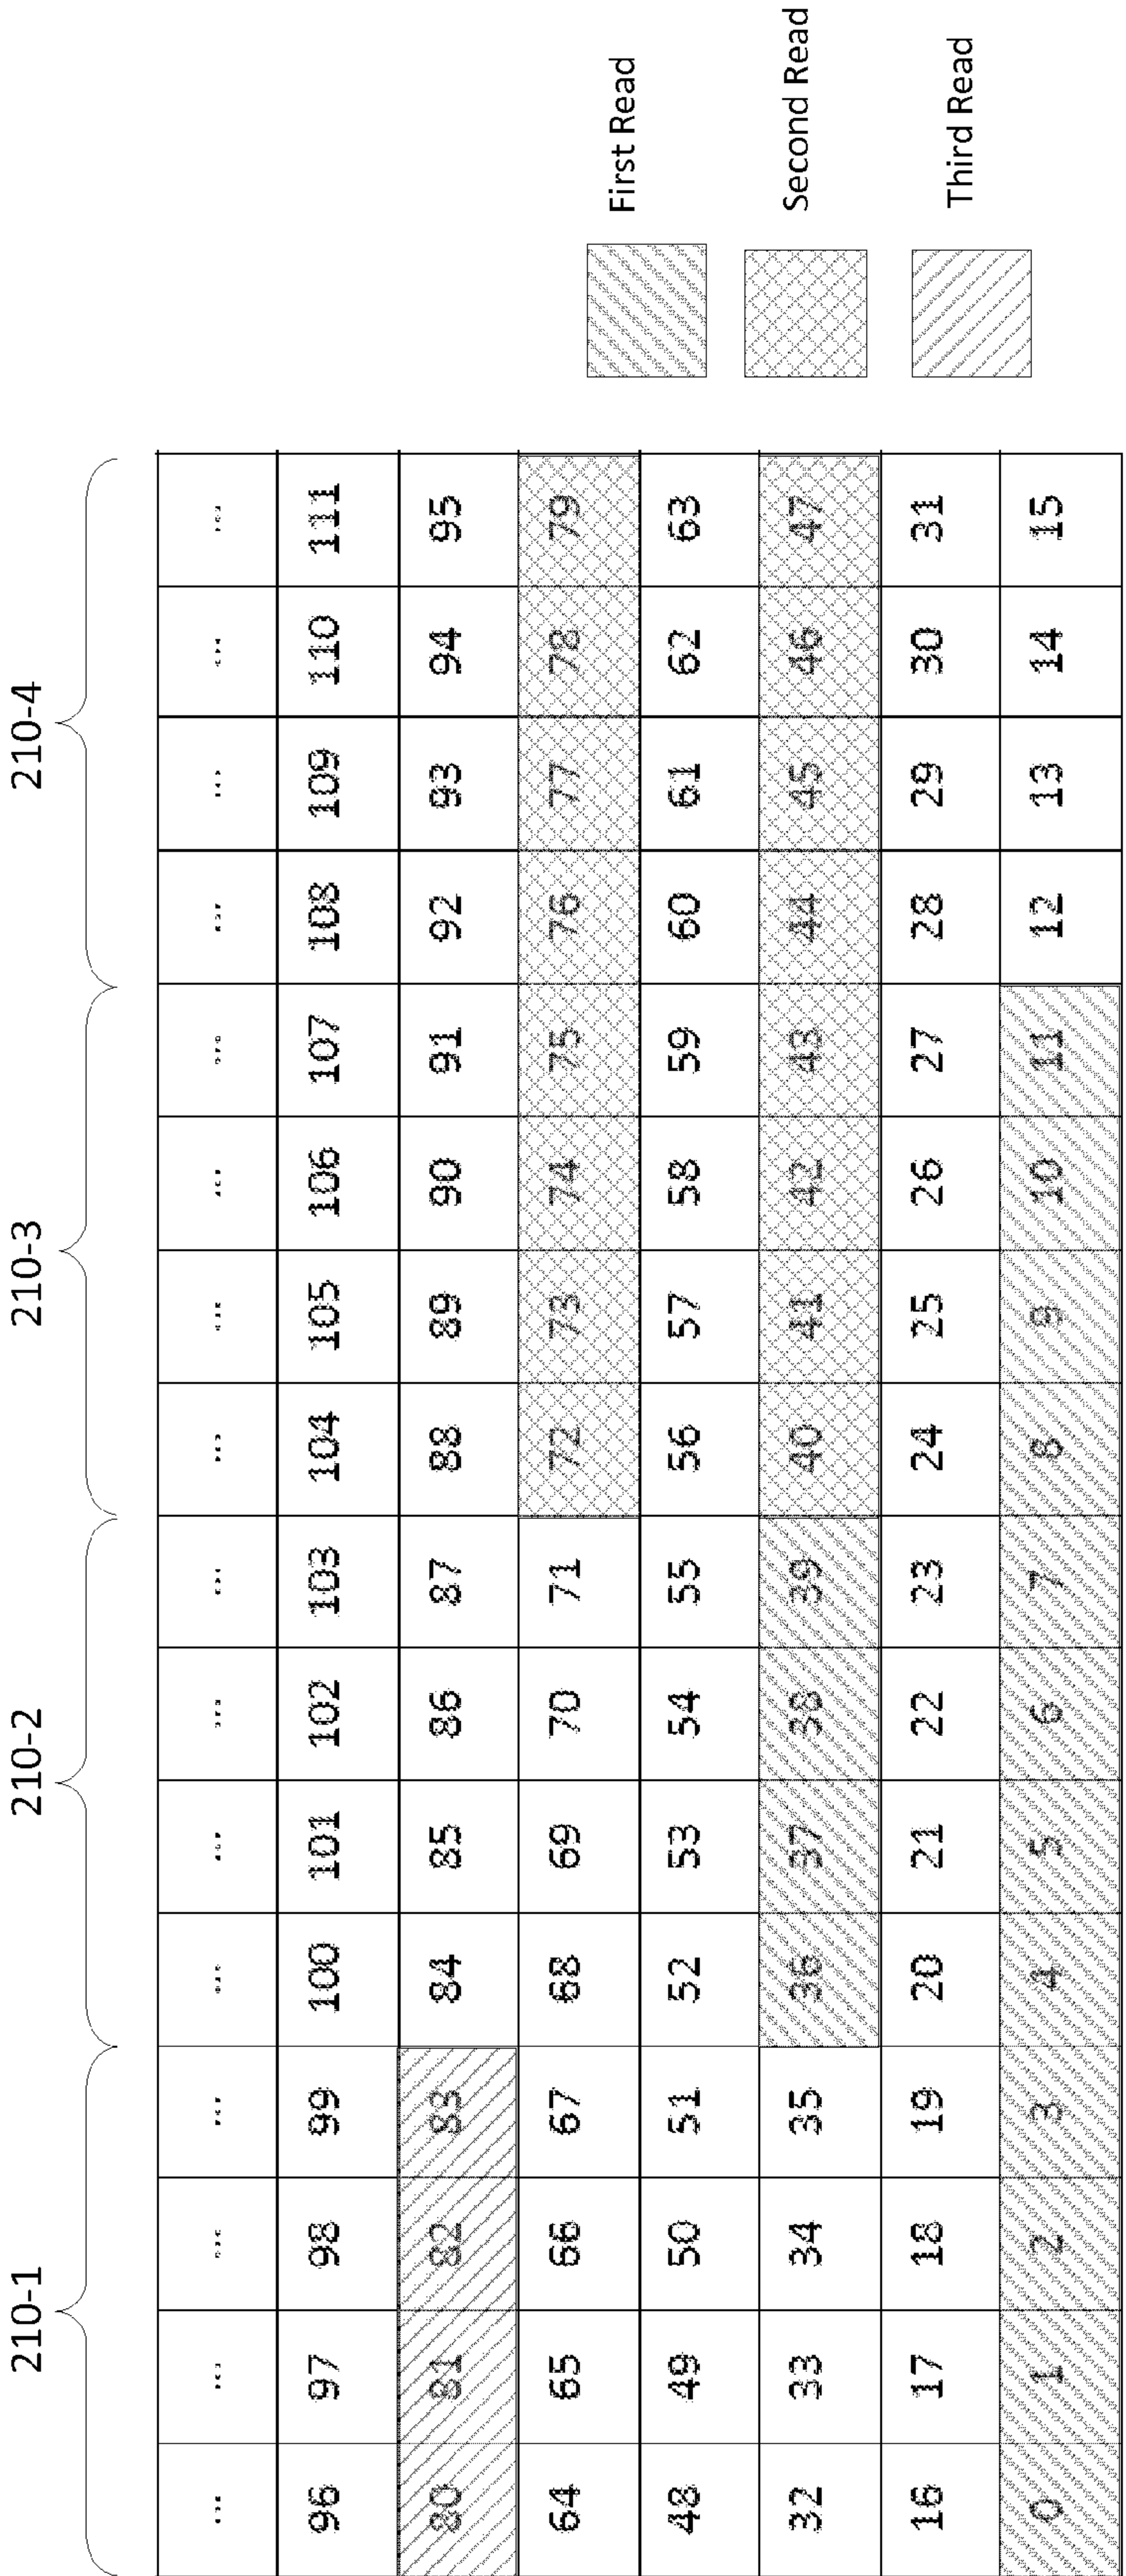 210-1 210-2 210-3 210-4
... ... ... ... ... ... ... ... ... ... ... ... ... ... ... ...
96 97 98 99 100 101 102 103 104 105 106 107 108 109 110 111
80 81 82 83 84 85 86 87 88 89 90 91 92 93 94 95
64 65 66 67 68 69 70 71 72 73 74 75 76 77 78 79
48 49 50 51 52 53 54 55 56 57 58 59 60 61 62 63
32 33 34 35 36 37 38 39 40 41 42 43 44 45 46 47
16 17 18 19 20 21 22 23 24 25 26 27 28 29 30 31
0 1 2 3 4 5 6 7 8 9 10 11 12 13 14 15
First Read
Second Read
Third Read